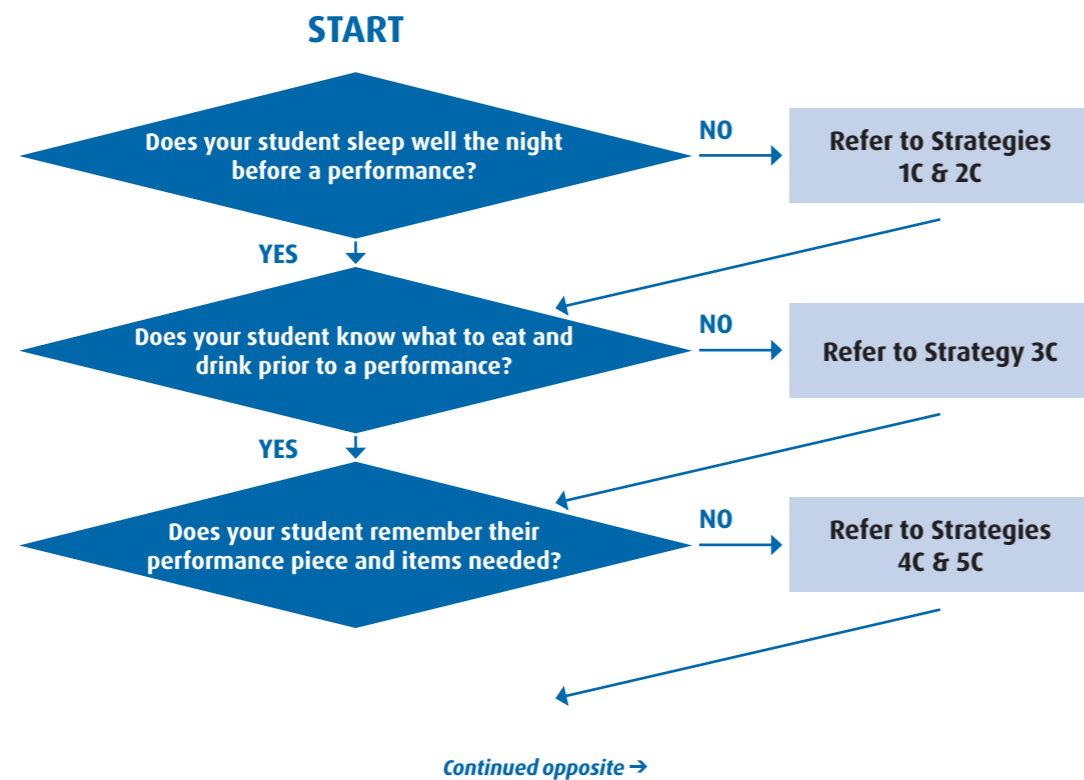 START
Does your student sleep well the night
before a performance?
NO
Refer to Strategies
1C & 2C
YES
Does your student know what to eat and
drink prior to a performance?
NO
Refer to Strategy 3C
YES
Does your student remember their
performance piece and items needed?
NO
Refer to Strategies
4C & 5C
Continued opposite →